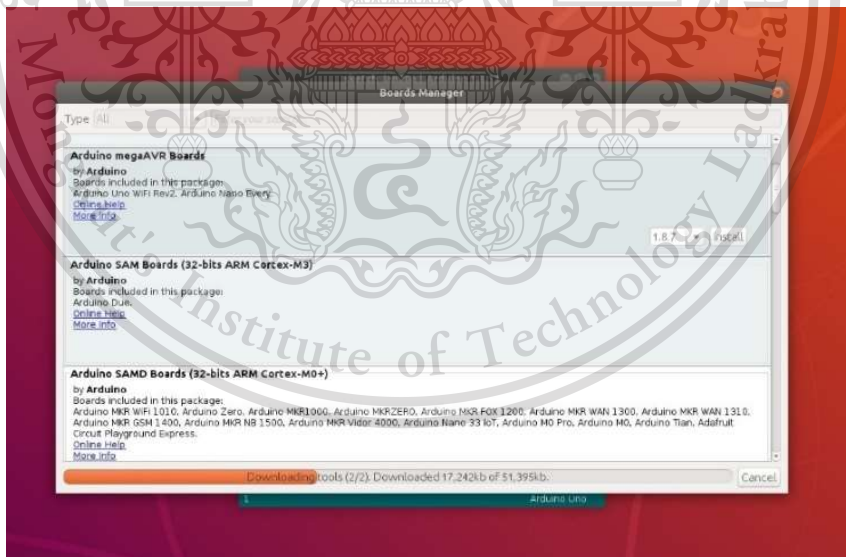 Boards Manager
Type All
Arduino megaAVR Boards
by Arduino
Boards included in this package:
Arduino Uno WiFi Rev2, Arduino Nano Every.
Online Help
More Info
1.8.7 Install
Arduino SAM Boards (32-bits ARM Cortex-M3)
by Arduino
Boards included in this package:
Arduino Due.
Online Help
More Info
Arduino SAMD Boards (32-bits ARM Cortex-M0+)
by Arduino
Boards included in this package:
Arduino MKR WiFi 1010, Arduino Zero, Arduino MKR1000, Arduino MKRZERO, Arduino MKR FOX 1200, Arduino MKR WAN 1300, Arduino MKR WAN 1310,
Arduino MKR GSM 1400, Arduino MKR NB 1500, Arduino MKR Vidor 4000, Arduino Nano 33 IoT, Arduino M0 Pro, Arduino M0, Arduino Tian, Adafruit
Circuit Playground Express.
Online Help
More Info
Downloading tools (2/2). Downloaded 17,242kb of 51,395kb.
Cancel
1 Arduino Uno
Mongkut's Institute of Technology Ladkra